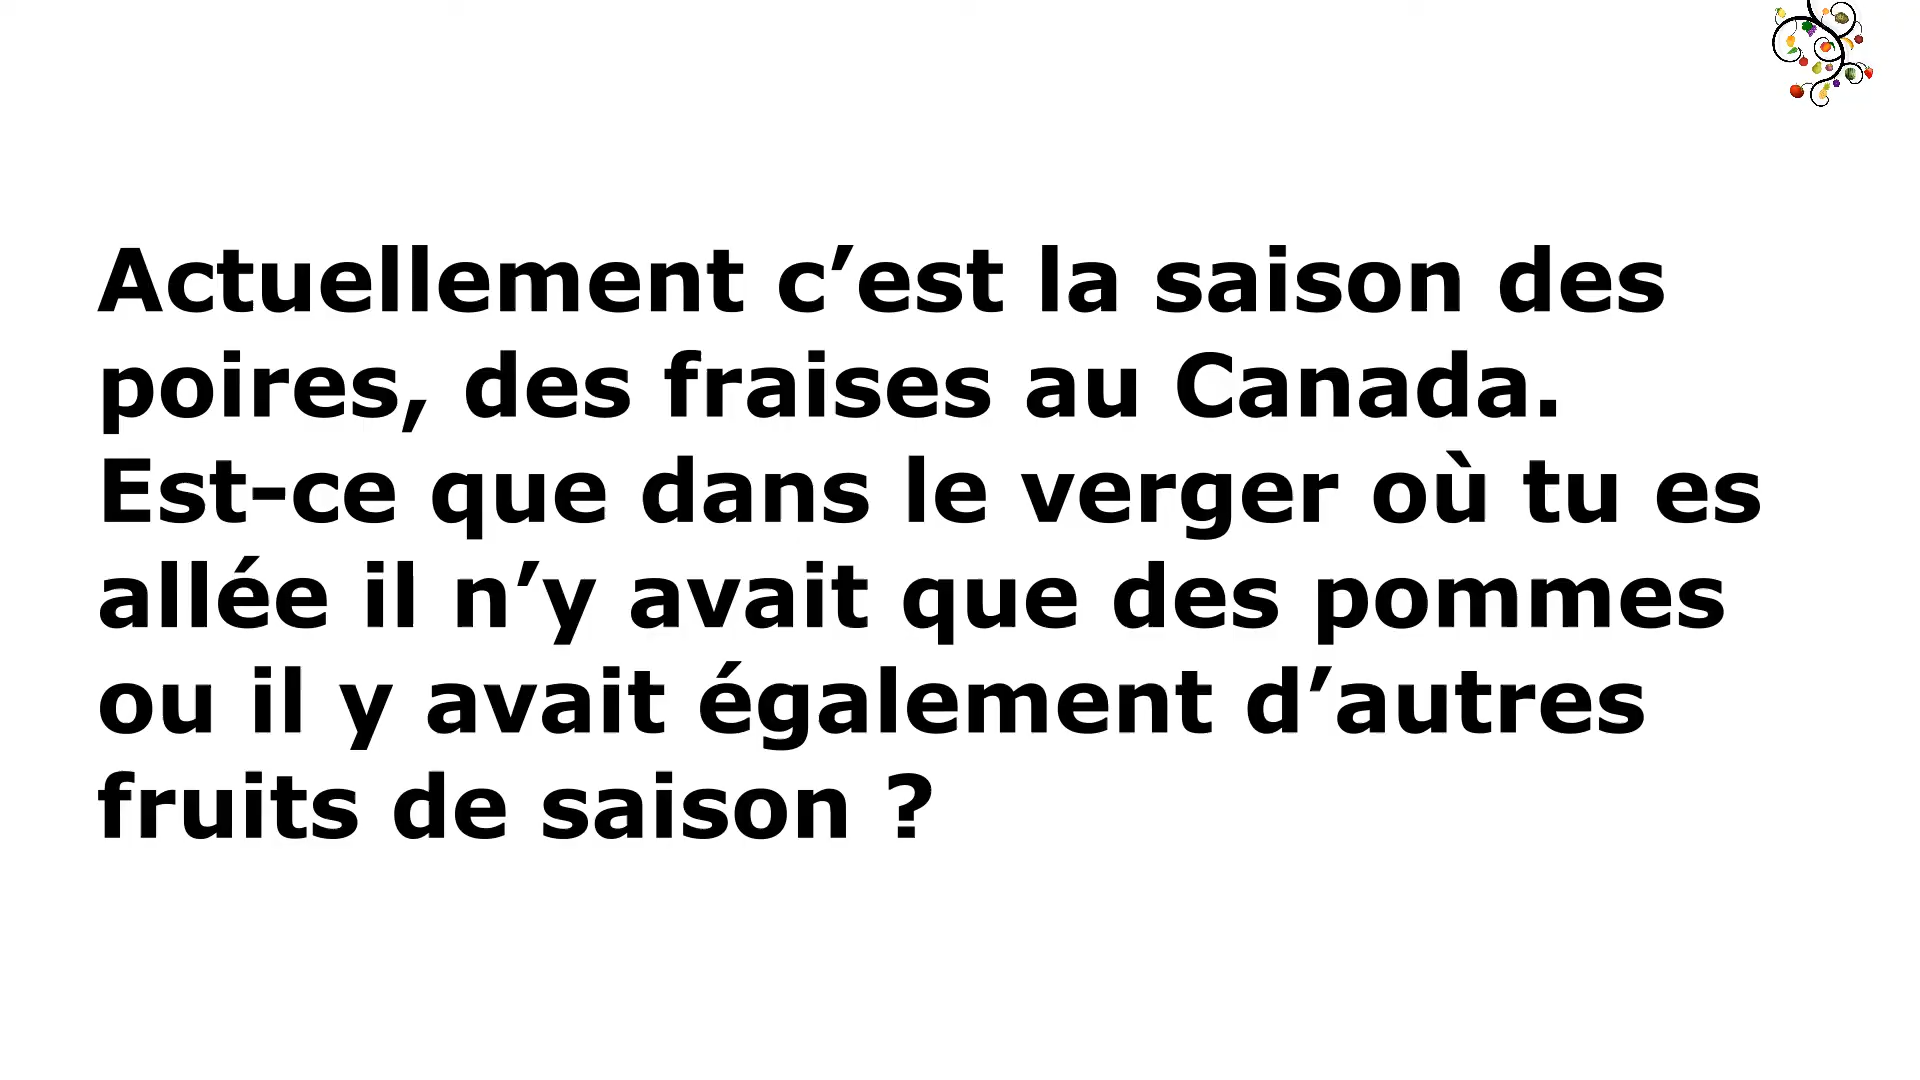 Actuellement c’est la saison des
poires, des fraises au Canada.
Est-ce que dans le verger où tu es
allée il n’y avait que des pommes
ou il y avait également d’autres
fruits de saison ?